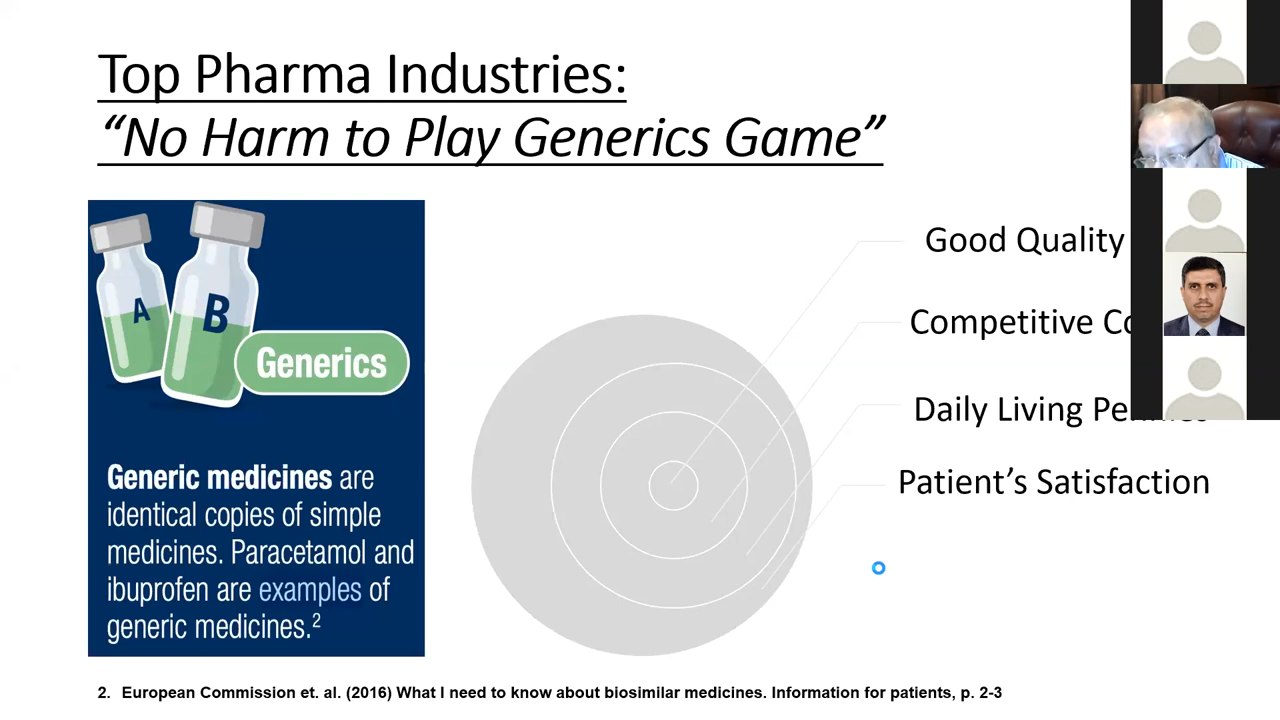 Top Pharma Industries:
“No Harm to Play Generics Game”
A
B
Generics
Generic medicines are
identical copies of simple
medicines. Paracetamol and
ibuprofen are examples of
generic medicines.2
Good Quality
Competitive
Daily Living
Patient’s Satisfaction
2. European Commission et. al. (2016) What I need to know about biosimilar medicines. Information for patients, p. 2-3